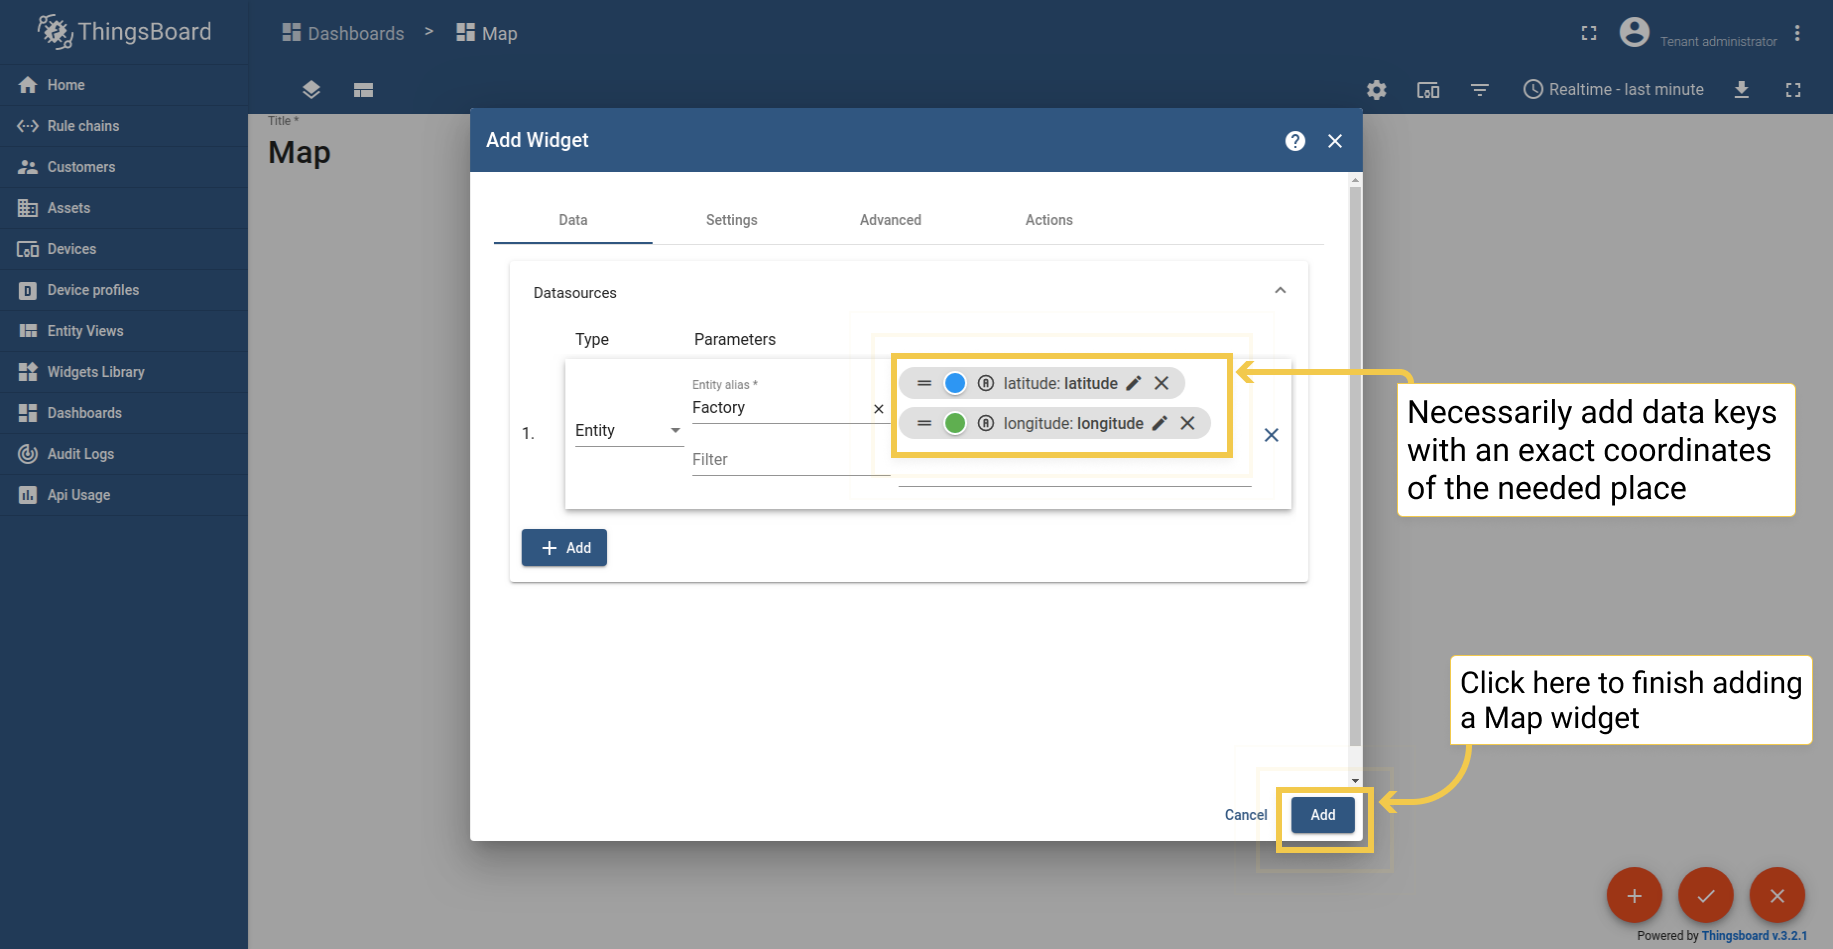 ThingsBoard
Dashboards > Map
Tenant administrator
Home
Rule chains
Customers
Assets
Devices
Device profiles
Entity Views
Widgets Library
Dashboards
Audit Logs
Api Usage
Realtime - last minute
Title *
Map
Add Widget
Data Settings Advanced Actions
Datasources
Type Parameters
1.
Entity
Entity alias *
Factory
Filter
latitude: latitude
longitude: longitude
+ Add
Necessarily add data keys
with an exact coordinates
of the needed place
Click here to finish adding
a Map widget
Cancel Add
Powered by Thingsboard v.3.2.1